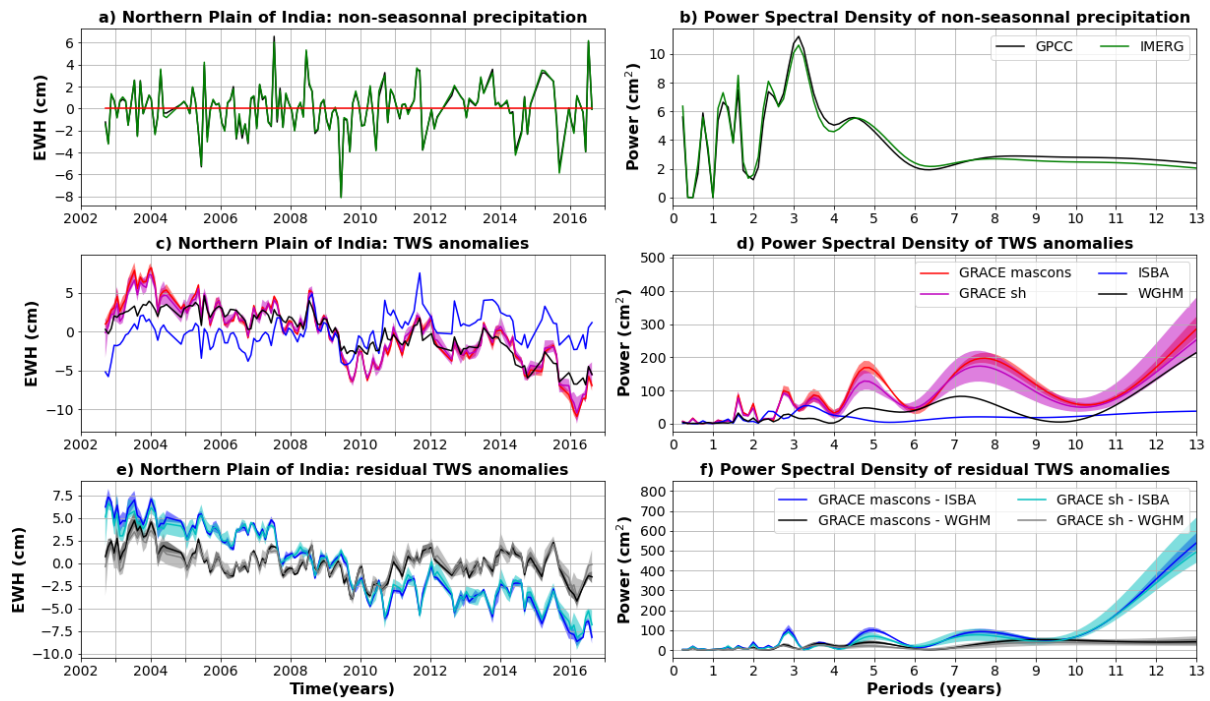 a) Northern Plain of India: non-seasonnal precipitation)
EWH (cm)
6
4
2
0
−2
−4
−6
−8
2002 2004 2006 2008 2010 2012 2014 2016
b) Power Spectral Density of non-seasonnal precipitation
GPCC IMERG
Power (cm²)
10
8
6
4
2
0
0 1 2 3 4 5 6 7 8 9 10 11 12 13
c) Northern Plain of India: TWS anomalies
EWH (cm)
5
0
−5
−10
2002 2004 2006 2008 2010 2012 2014 2016
d) Power Spectral Density of TWS anomalies
GRACE mascons ISBA
GRACE sh WGHM
Power (cm²)
500
400
300
200
100
0
0 1 2 3 4 5 6 7 8 9 10 11 12 13
e) Northern Plain of India: residual TWS anomalies
EWH (cm)
7.5
5.0
2.5
0.0
−2.5
−5.0
−7.5
−10.0
2002 2004 2006 2008 2010 2012 2014 2016
Time(years)
f) Power Spectral Density of residual TWS anomalies
GRACE mascons - ISBA GRACE sh - ISBA
GRACE mascons - WGHM GRACE sh - WGHM
Power (cm²)
800
700
600
500
400
300
200
100
0
0 1 2 3 4 5 6 7 8 9 10 11 12 13
Periods (years)